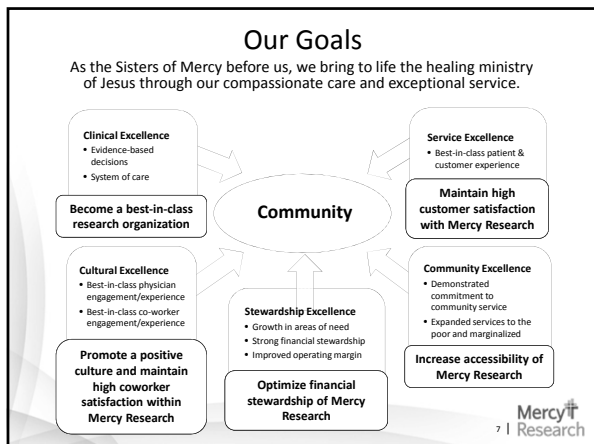 Our Goals
As the Sisters of Mercy before us, we bring to life the healing ministry
of Jesus through our compassionate care and exceptional service.
Clinical Excellence
• Evidence-based
decisions
• System of care
Become a best-in-class
research organization
Service Excellence
• Best-in-class patient &
customer experience
Maintain high
customer satisfaction
with Mercy Research
Community
Cultural Excellence
• Best-in-class physician
engagement/experience
• Best-in-class co-worker
engagement/experience
Promote a positive
culture and maintain
high coworker
satisfaction within
Mercy Research
Stewardship Excellence
• Growth in areas of need
• Strong financial stewardship
• Improved operating margin
Optimize financial
stewardship of Mercy
Research
Community Excellence
• Demonstrated
commitment to
community service
• Expanded services to the
poor and marginalized
Increase accessibility of
Mercy Research
7 |
Mercy
Research